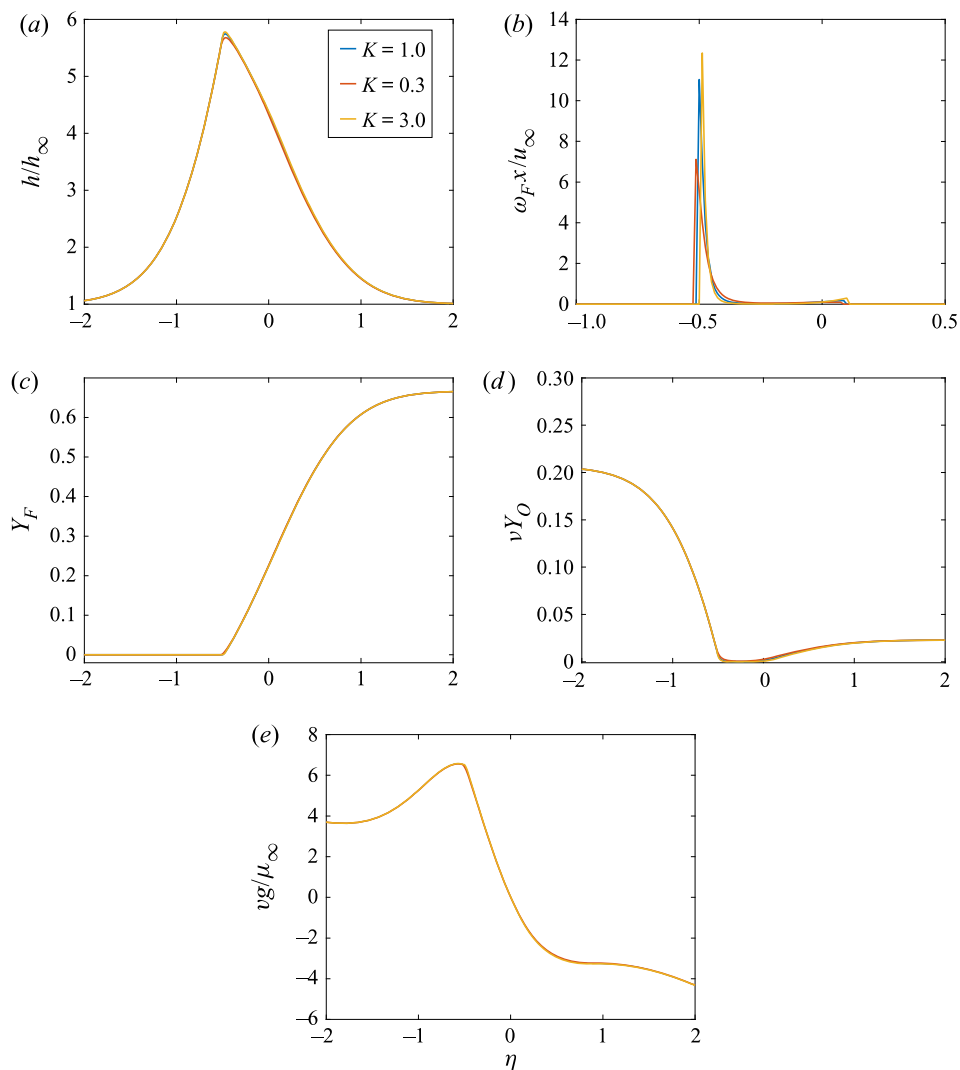 (a)
6
5
4
3
2
1
h/h∞
–2 –1 0 1 2
K = 1.0
K = 0.3
K = 3.0
(b)
14
12
10
8
6
4
2
0
ω_F x/u∞
–1.0 –0.5 0 0.5
(c)
0.6
0.5
0.4
0.3
0.2
0.1
0
Y_F
–2 –1 0 1 2
(d)
0.30
0.25
0.20
0.15
0.10
0.05
0
νY_O
–2 –1 0 1 2
(e)
8
6
4
2
0
–2
–4
–6
vg/μ∞
–2 –1 0 1 2
η